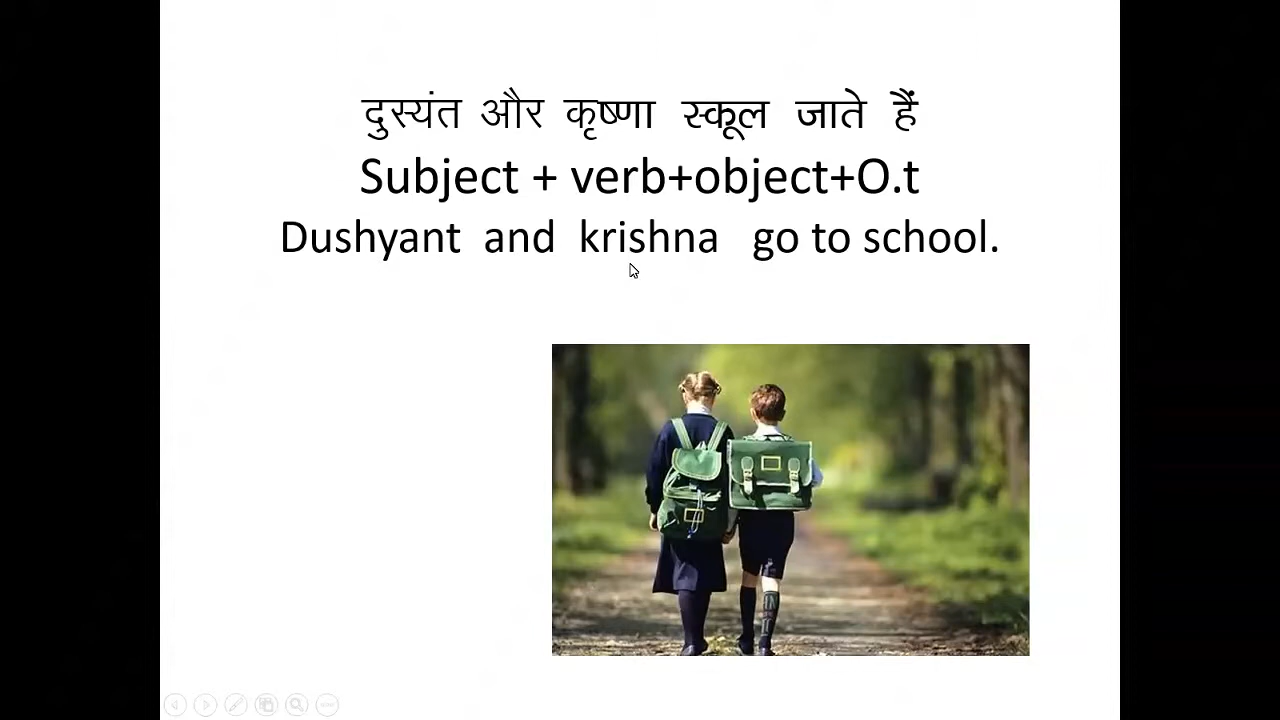 दुस्यंत और कृष्णा स्कूल जाते हैं
Subject + verb+object+O.t
Dushyant and krishna go to school.